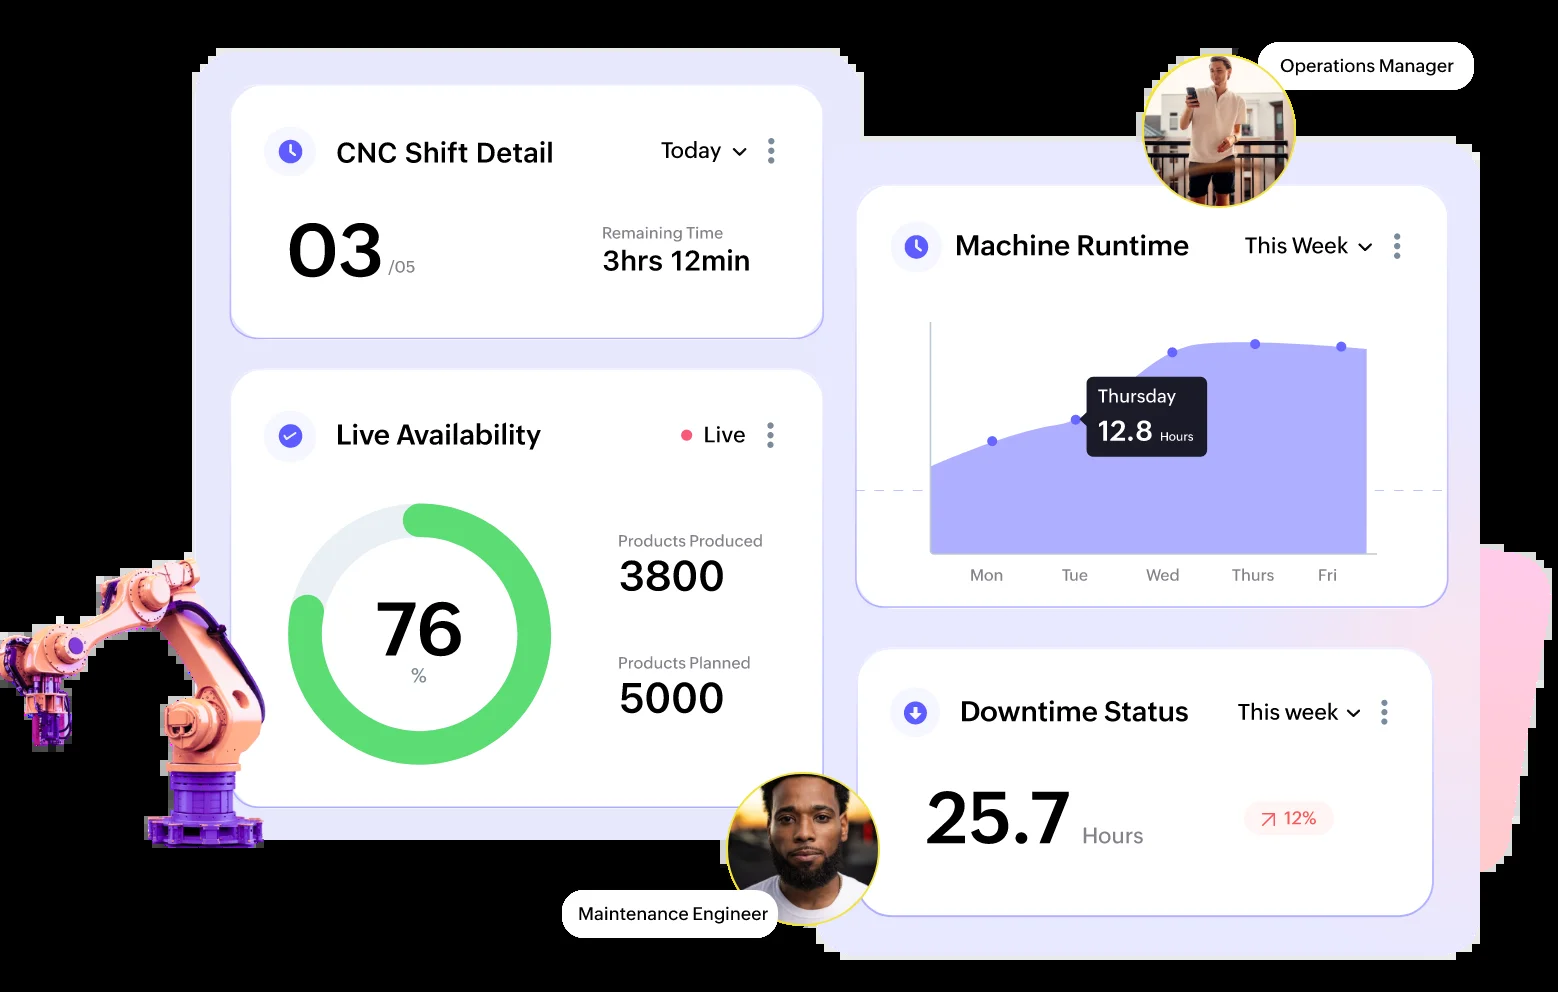 Operations Manager
CNC Shift Detail
Today
03 /05
Remaining Time
3hrs 12min
Live Availability
Live
76
%
Products Produced
3800
Products Planned
5000
Machine Runtime
This Week
Thursday
12.8 Hours
Mon Tue Wed Thurs Fri
Downtime Status
This week
25.7 Hours
12%
Maintenance Engineer